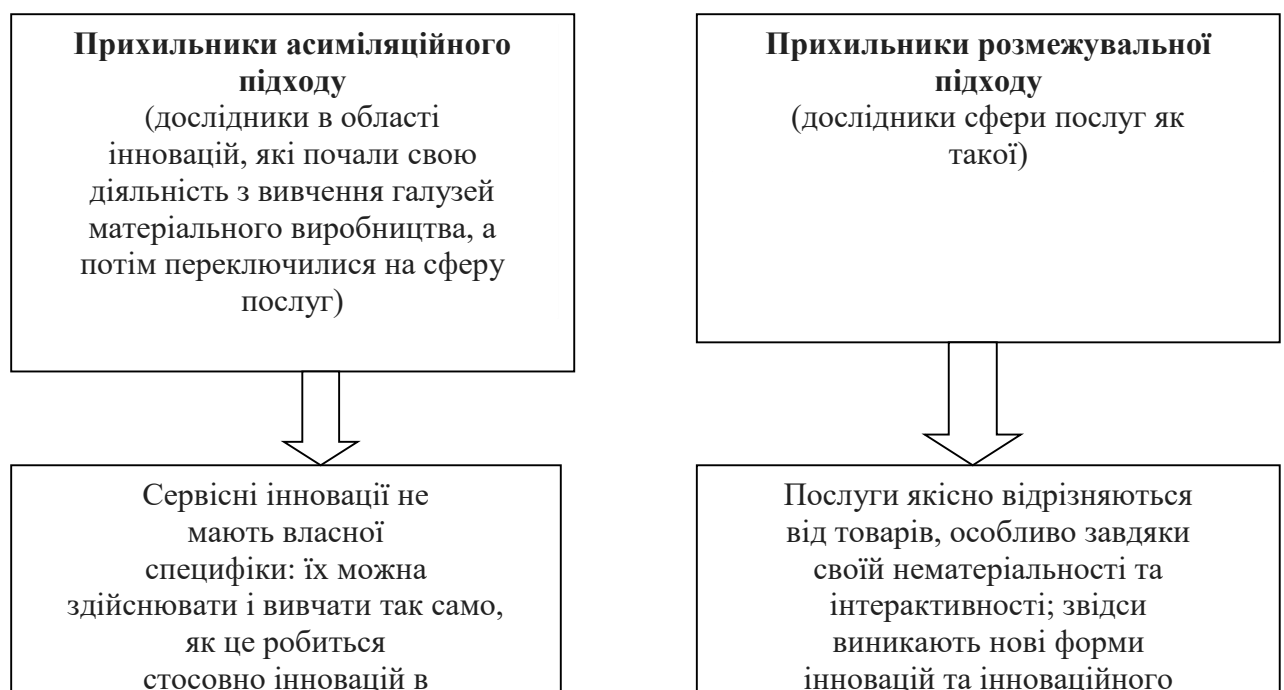 Прихильники асиміляційного
підходу
(дослідники в області
інновацій, які почали свою
діяльність з вивчення галузей
матеріального виробництва, а
потім переключилися на сферу
послуг)
Прихильники розмежувальної
підходу
(дослідники сфери послуг як
такої)
Сервісні інновації не
мають власної
специфіки: їх можна
здійснювати і вивчати так само,
як це робиться
стосовно інновацій в
Послуги якісно відрізняються
від товарів, особливо завдяки
своїй нематеріальності та
інтерактивності; звідси
виникають нові форми
інновацій та інноваційного